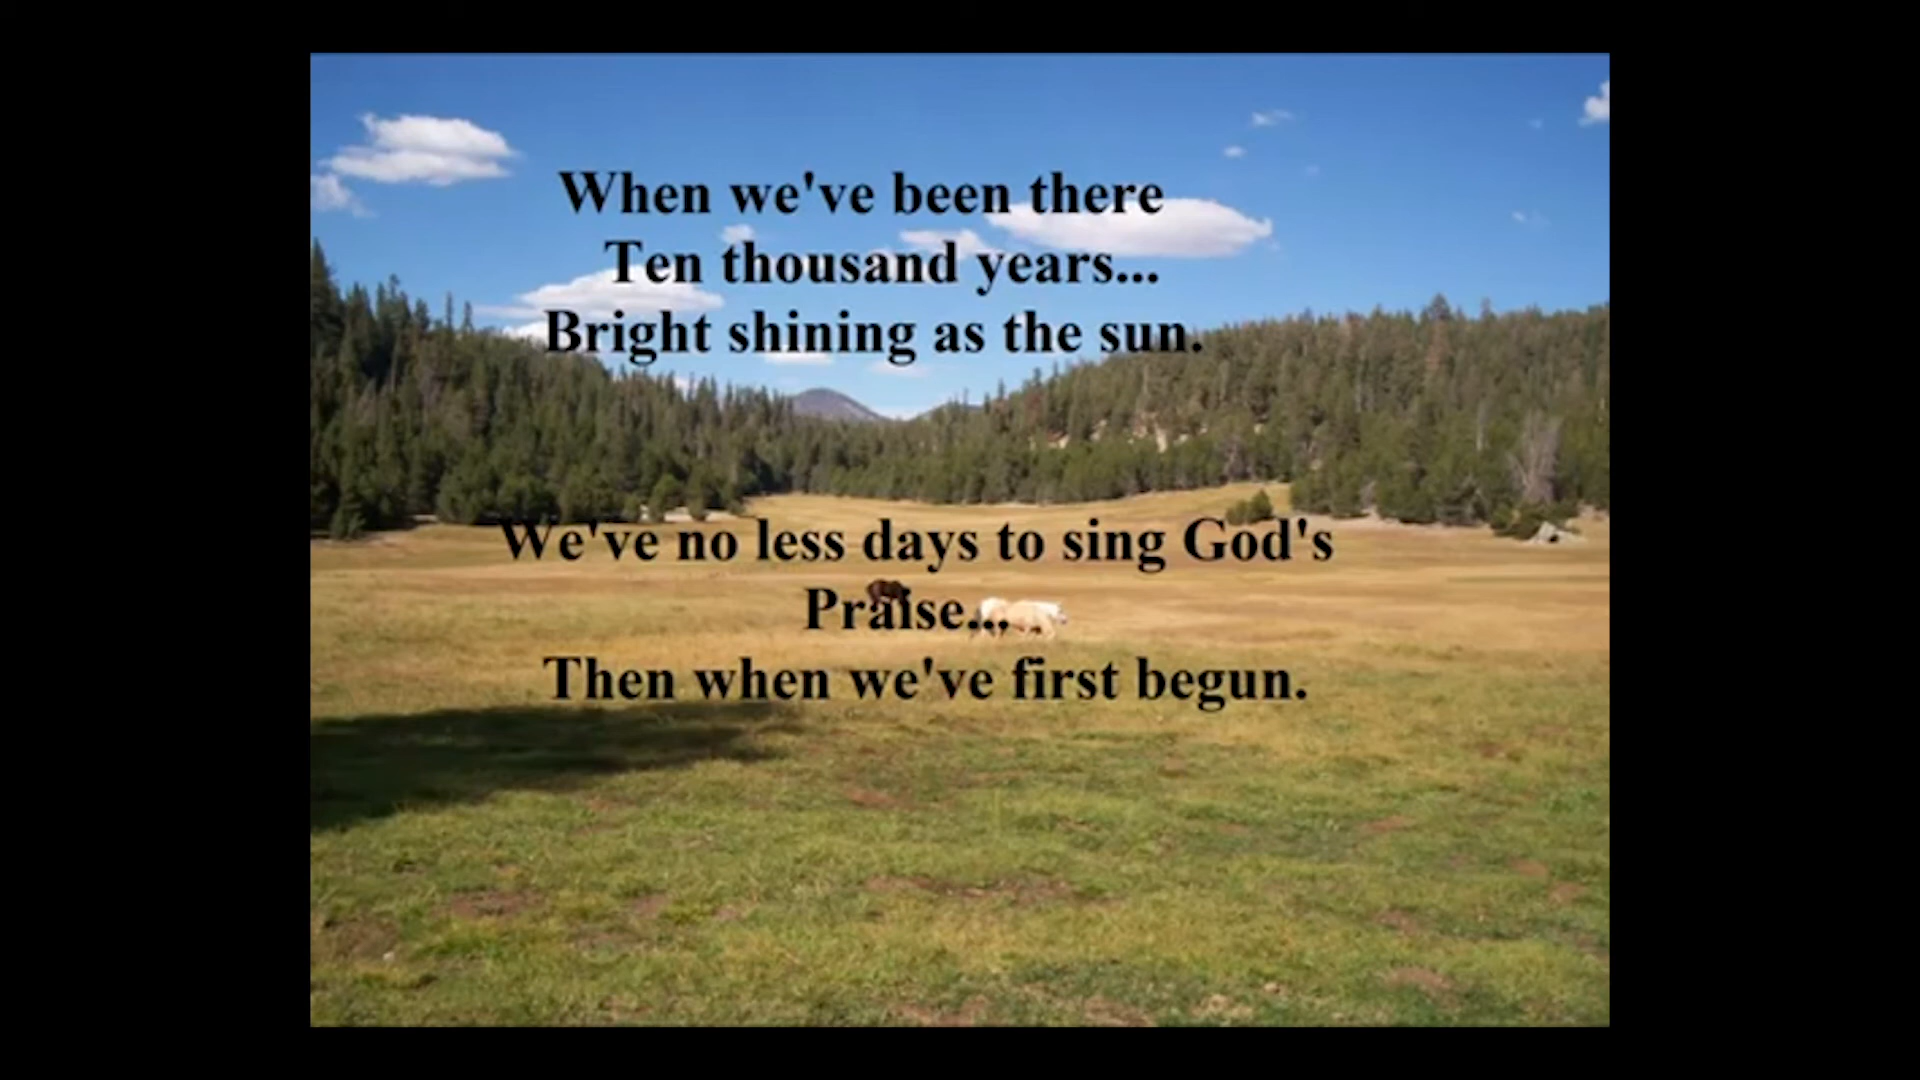 When we've been there
Ten thousand years...
Bright shining as the sun.
We've no less days to sing God's
Praise...
Then when we've first begun.